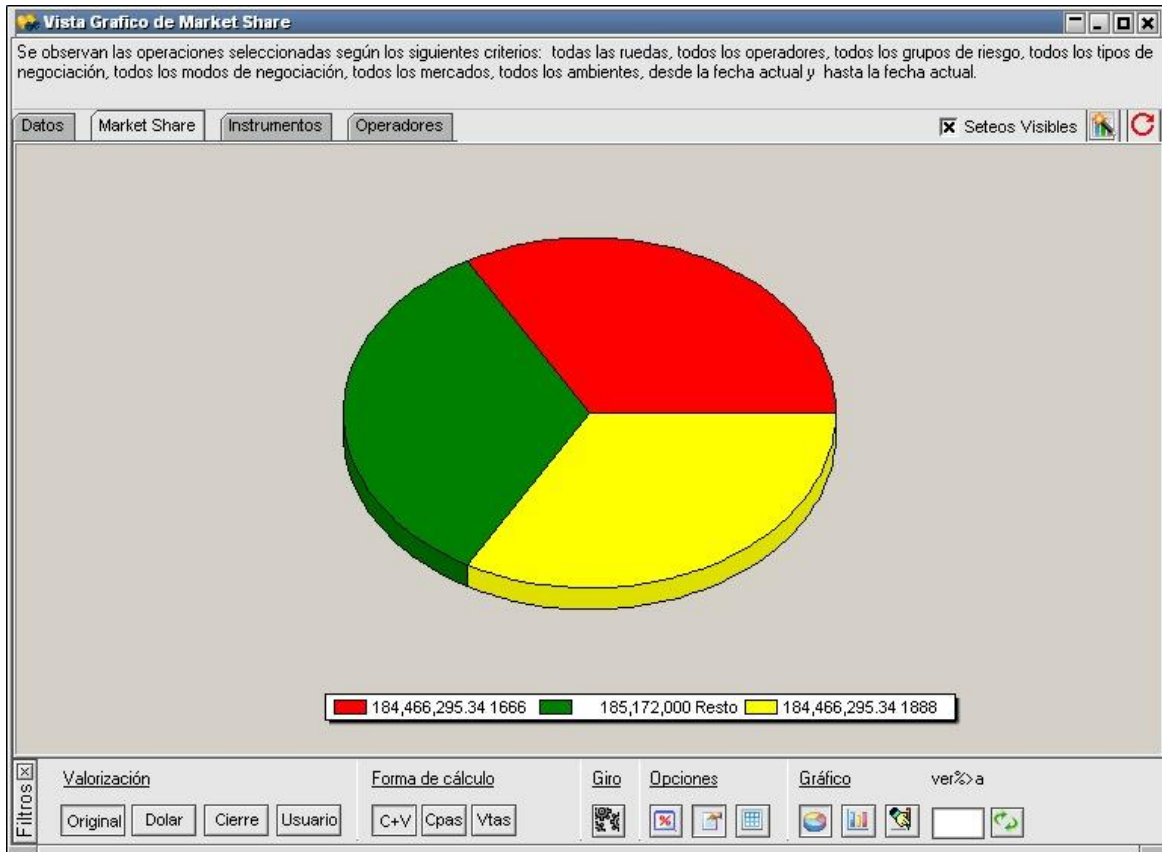 Vista Grafico de Market Share
Se observan las operaciones seleccionadas según los siguientes criterios: todas las ruedas, todos los operadores, todos los grupos de riesgo, todos los tipos de
negociación, todos los modos de negociación, todos los mercados, todos los ambientes, desde la fecha actual y hasta la fecha actual.
Datos Market Share Instrumentos Operadores Seteos Visibles
184,466,295.34 1666 185,172,000 Resto 184,466,295.34 1888
Filtros
Valorización Forma de cálculo Giro Opciones Gráfico ver%>a
Original Dolar Cierre Usuario C+V Cpas Vtas